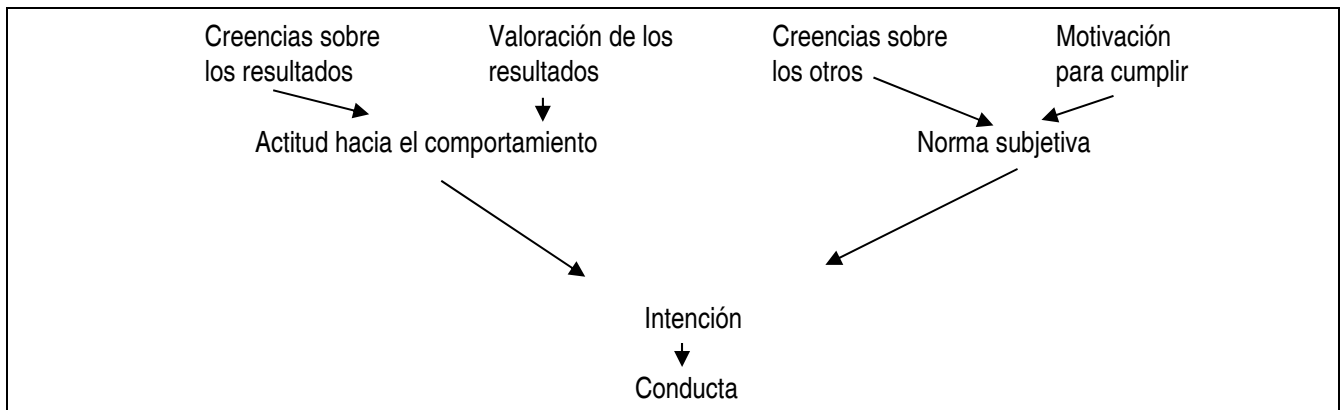 Creencias sobre
los resultados
Valoración de los
resultados
Creencias sobre
los otros
Motivación
para cumplir
Actitud hacia el comportamiento
Norma subjetiva
Intención
Conducta